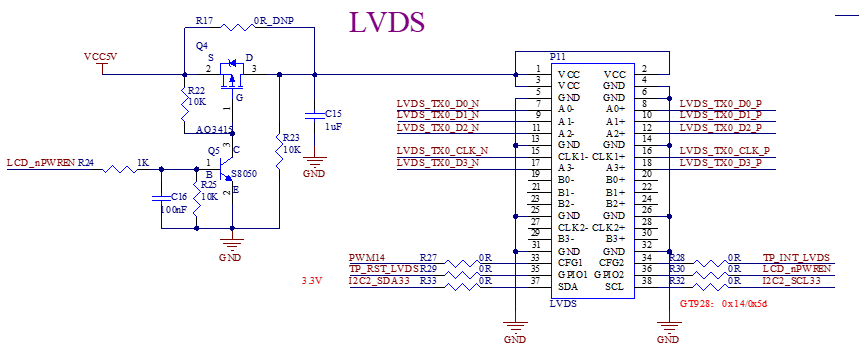 LVDS
R17 0R_DNP
Q4
VCC5V
S D
2 3
G
1
R22
10K
AO3415
C15
1uF
R23
10K
GND
LCD_nPWREN R24 1K
3 C
1
B
Q5
S8050
E
2
C16
100nF
R25
10K
GND
P11
1 VCC VCC 2
3 VCC GND 4
5 GND GND 6
LVDS_TX0_D0_N 7 A0- A0+ 8 LVDS_TX0_D0_P
LVDS_TX0_D1_N 9 A1- A1+ 10 LVDS_TX0_D1_P
LVDS_TX0_D2_N 11 A2- A2+ 12 LVDS_TX0_D2_P
13 GND GND 14
LVDS_TX0_CLK_N 15 CLK1- CLK1+ 16 LVDS_TX0_CLK_P
LVDS_TX0_D3_N 17 A3- A3+ 18 LVDS_TX0_D3_P
19 B0- B0+ 20
21 B1- B1+ 22
23 B2- B2+ 24
25 GND GND 26
27 CLK2- CLK2+ 28
29 B3- B3+ 30
31 GND GND 32
PWM14 R27 0R 33 CFG1 CFG2 34 R28 0R TP_INT_LVDS
TP_RST_LVDS R29 0R 35 GPIO1 GPIO2 36 R30 0R LCD_nPWREN
3.3V I2C2_SDA33 R33 0R 37 SDA SCL 38 R32 0R I2C2_SCL33
LVDS
GT928：0x14/0x5d
GND
GND